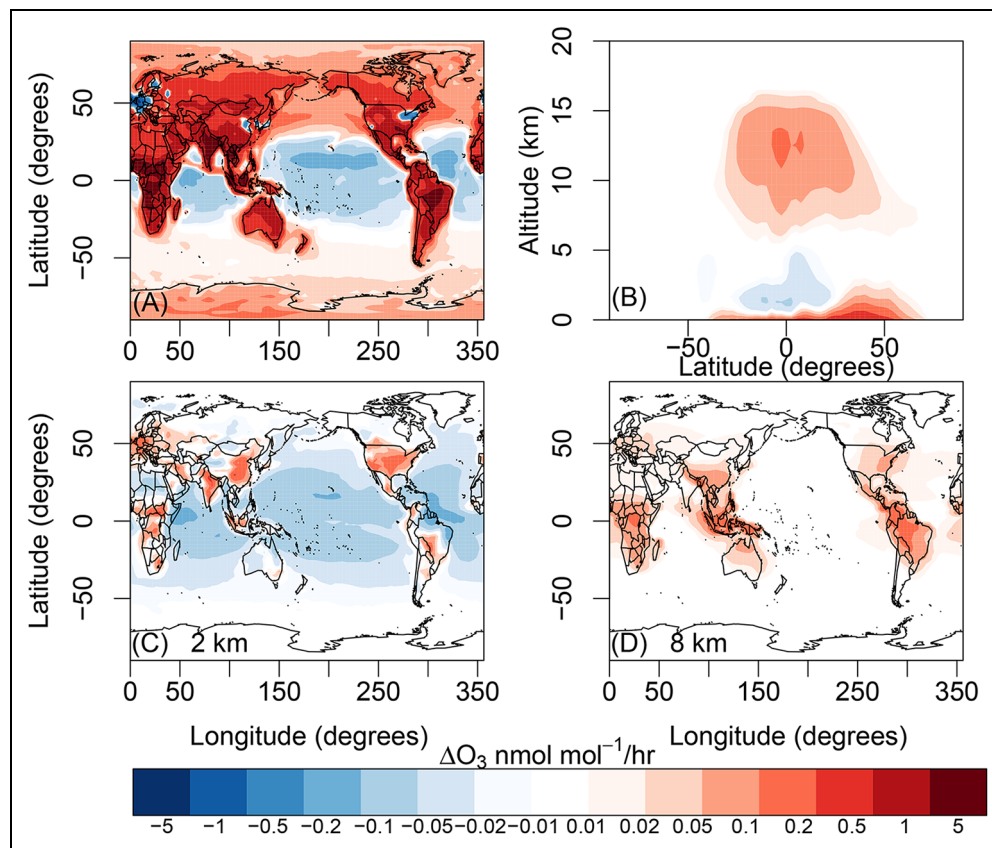 50
0
−50
Latitude (degrees)
(A)
0 50 150 250 350
20
15
10
5
0
Altitude (km)
(B)
−50 0 50
Latitude (degrees)
50
0
−50
Latitude (degrees)
(C) 2 km
0 50 150 250 350
Longitude (degrees)
50
0
−50
(D) 8 km
0 50 150 250 350
Longitude (degrees)
ΔO₃ nmol mol⁻¹/hr
−5 −1 −0.5 −0.2 −0.1 −0.05 −0.02 −0.01 0.01 0.02 0.05 0.1 0.2 0.5 1 5